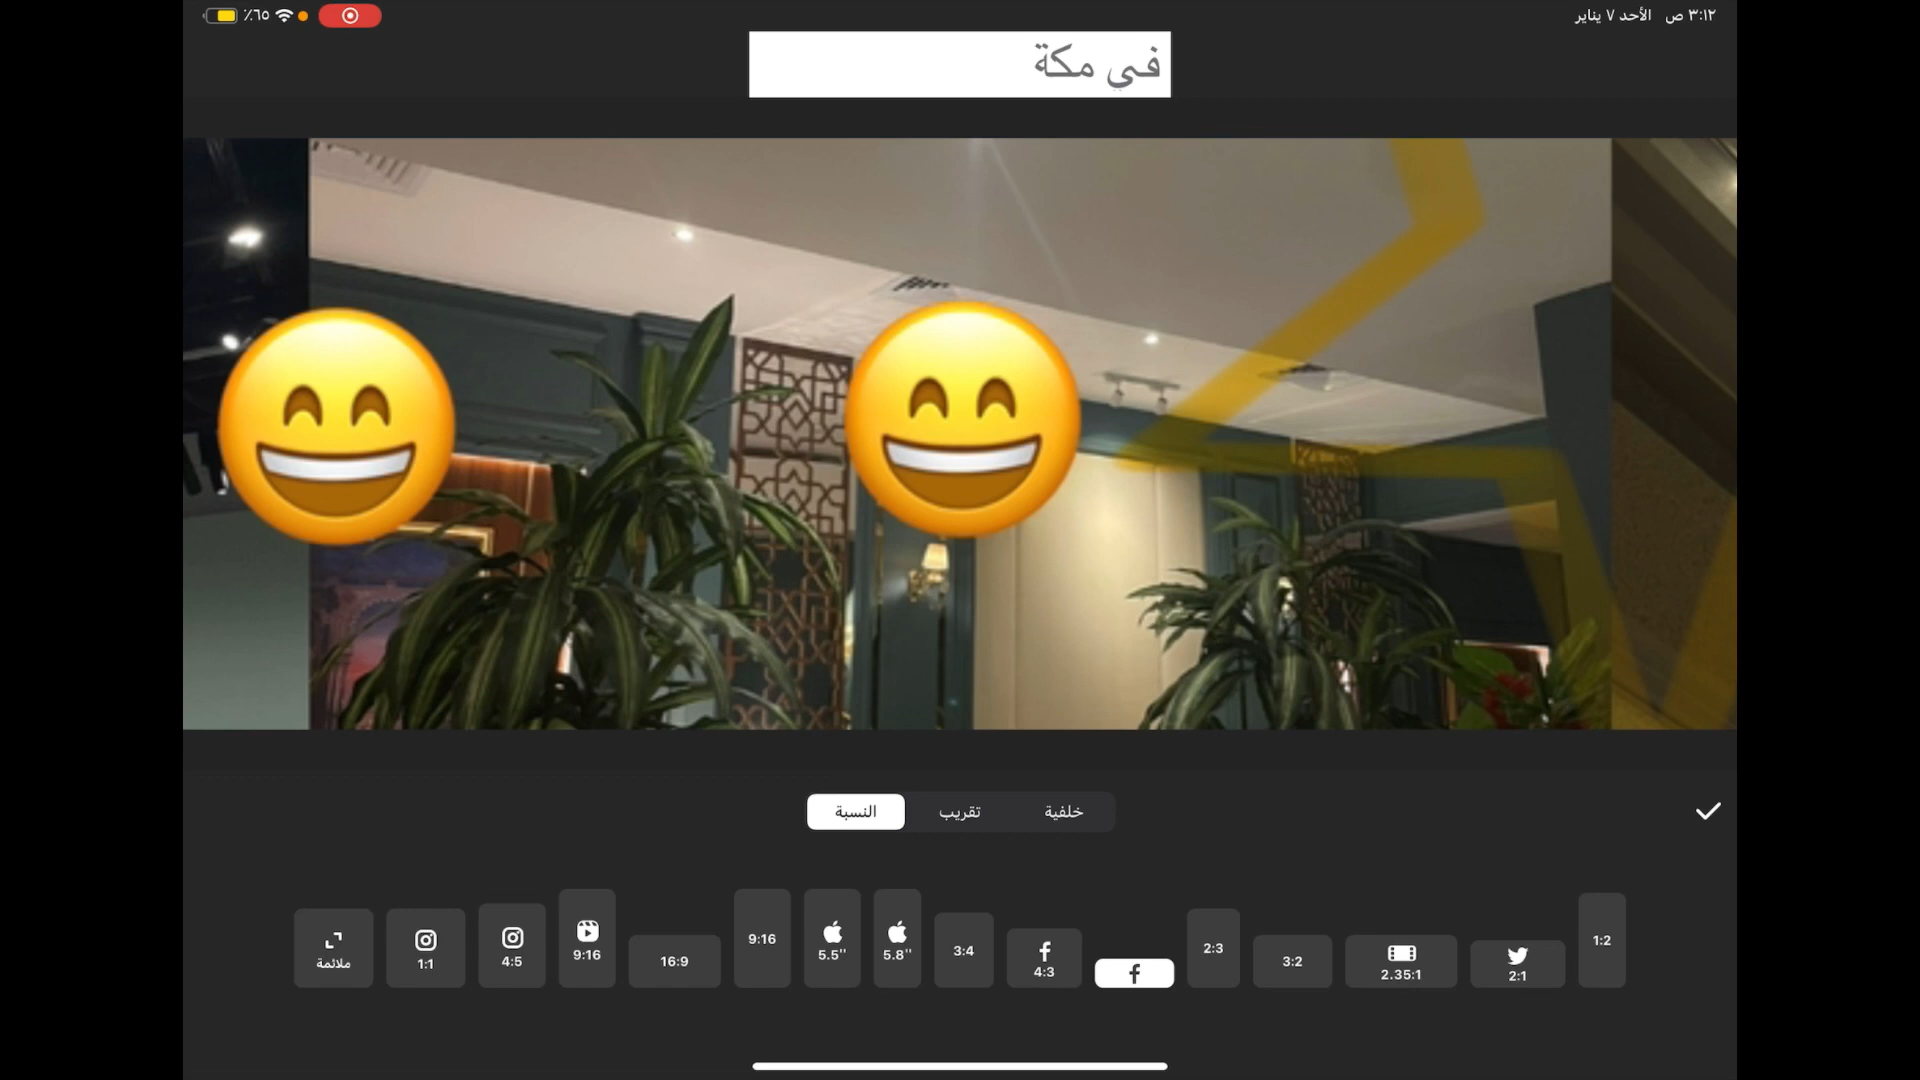 ٣:١٢ ص الأحد ٧ يناير
٪٦٥
في مكة
خلفية
تقريب
النسبة
ملائمة
1:1
4:5
9:16
16:9
9:16
5.5"
5.8"
3:4
4:3
2:3
3:2
2.35:1
2:1
1:2